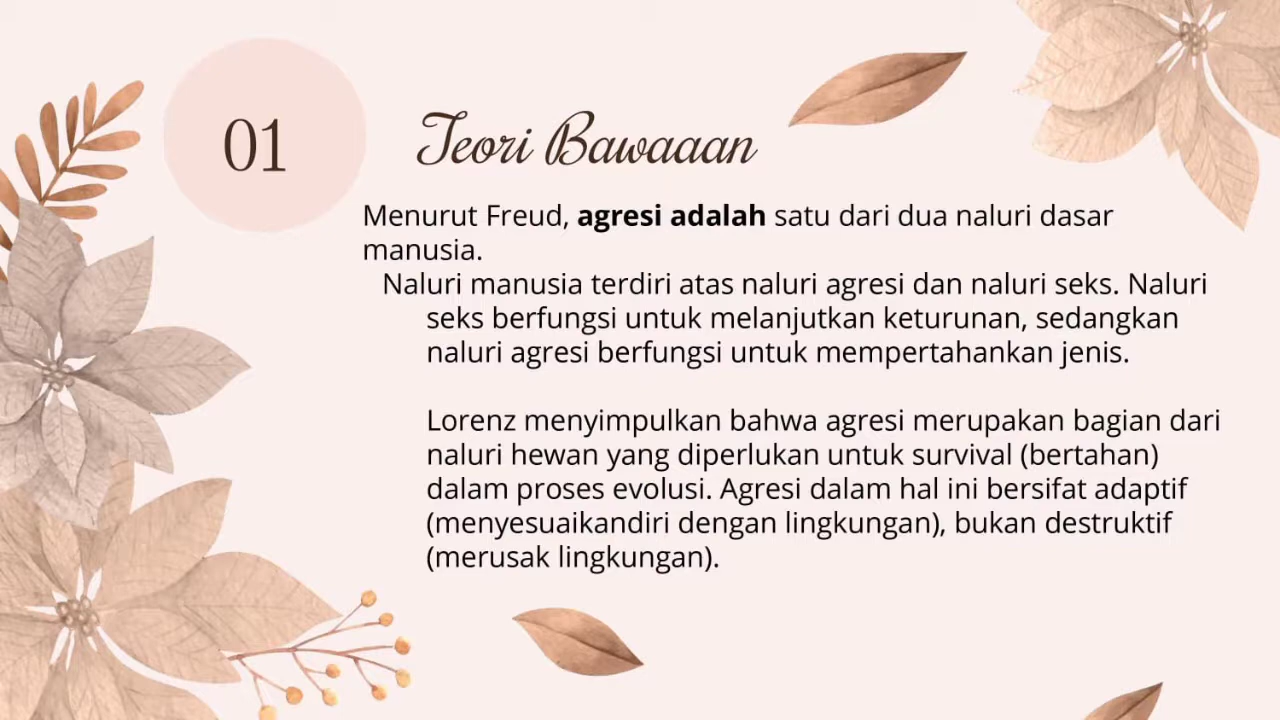 01
Teori Bawaaan
Menurut Freud, agresi adalah satu dari dua naluri dasar
manusia.
Naluri manusia terdiri atas naluri agresi dan naluri seks. Naluri
seks berfungsi untuk melanjutkan keturunan, sedangkan
naluri agresi berfungsi untuk mempertahankan jenis.
Lorenz menyimpulkan bahwa agresi merupakan bagian dari
naluri hewan yang diperlukan untuk survival (bertahan)
dalam proses evolusi. Agresi dalam hal ini bersifat adaptif
(menyesuaikandiri dengan lingkungan), bukan destruktif
(merusak lingkungan).